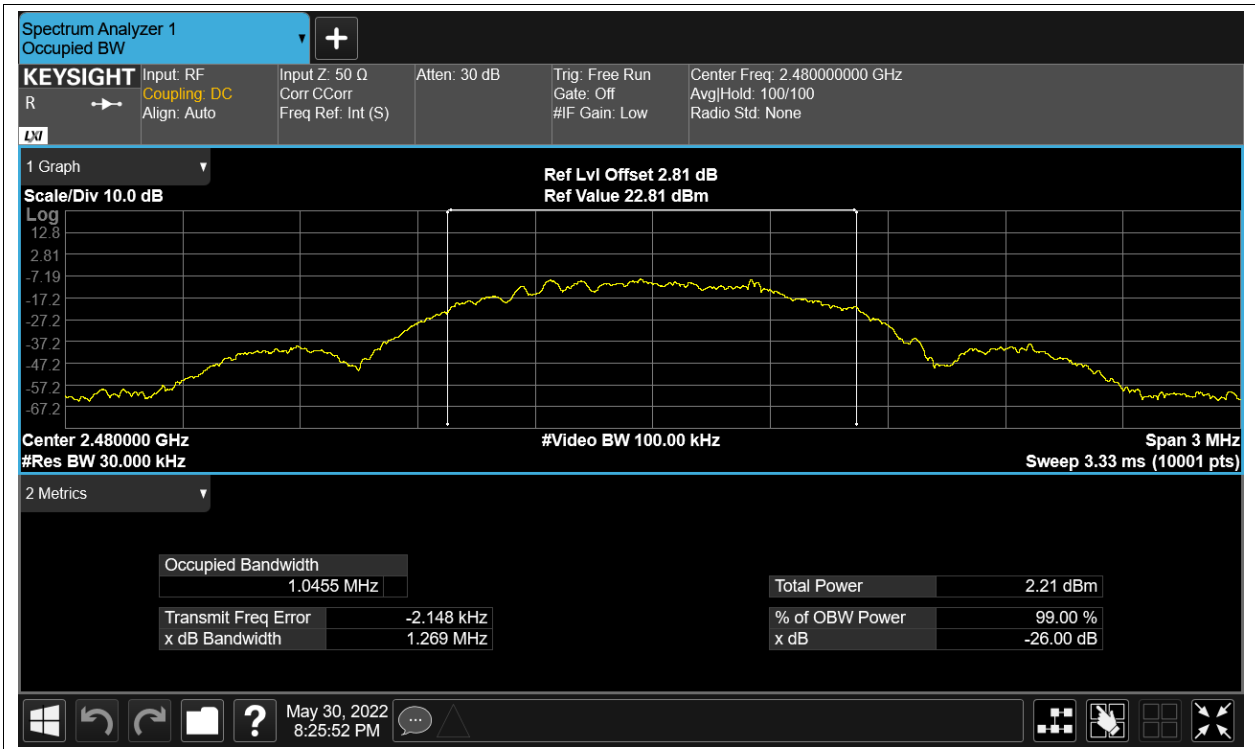 Spectrum Analyzer 1
Occupied BW
KEYSIGHT
R
LXI
Input: RF
Coupling: DC
Align: Auto
Input Z: 50 Ω
Corr CCorr
Freq Ref: Int (S)
Atten: 30 dB
Trig: Free Run
Gate: Off
#IF Gain: Low
Center Freq: 2.480000000 GHz
Avg|Hold: 100/100
Radio Std: None
1 Graph
Scale/Div 10.0 dB
Ref Lvl Offset 2.81 dB
Ref Value 22.81 dBm
Log
12.8
2.81
-7.19
-17.2
-27.2
-37.2
-47.2
-57.2
-67.2
Center 2.480000 GHz
#Res BW 30.000 kHz
#Video BW 100.00 kHz
Span 3 MHz
Sweep 3.33 ms (10001 pts)
2 Metrics
Occupied Bandwidth
1.0455 MHz
Transmit Freq Error -2.148 kHz
x dB Bandwidth 1.269 MHz
Total Power 2.21 dBm
% of OBW Power 99.00 %
x dB -26.00 dB
May 30, 2022
8:25:52 PM